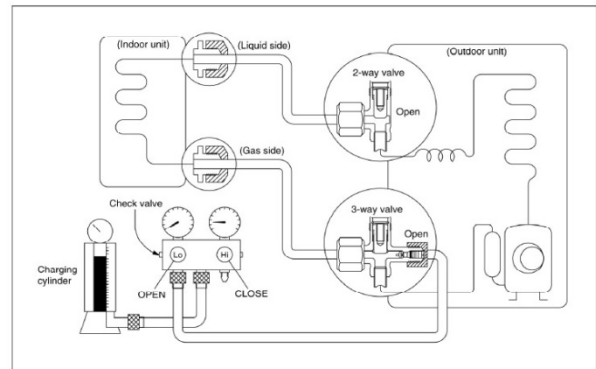 (Indoor unit)
(Liquid side)
(Outdoor unit)
2-way valve
Open
(Gas side)
3-way valve
Open
Check valve
Lo
Hi
Charging
cylinder
OPEN
CLOSE